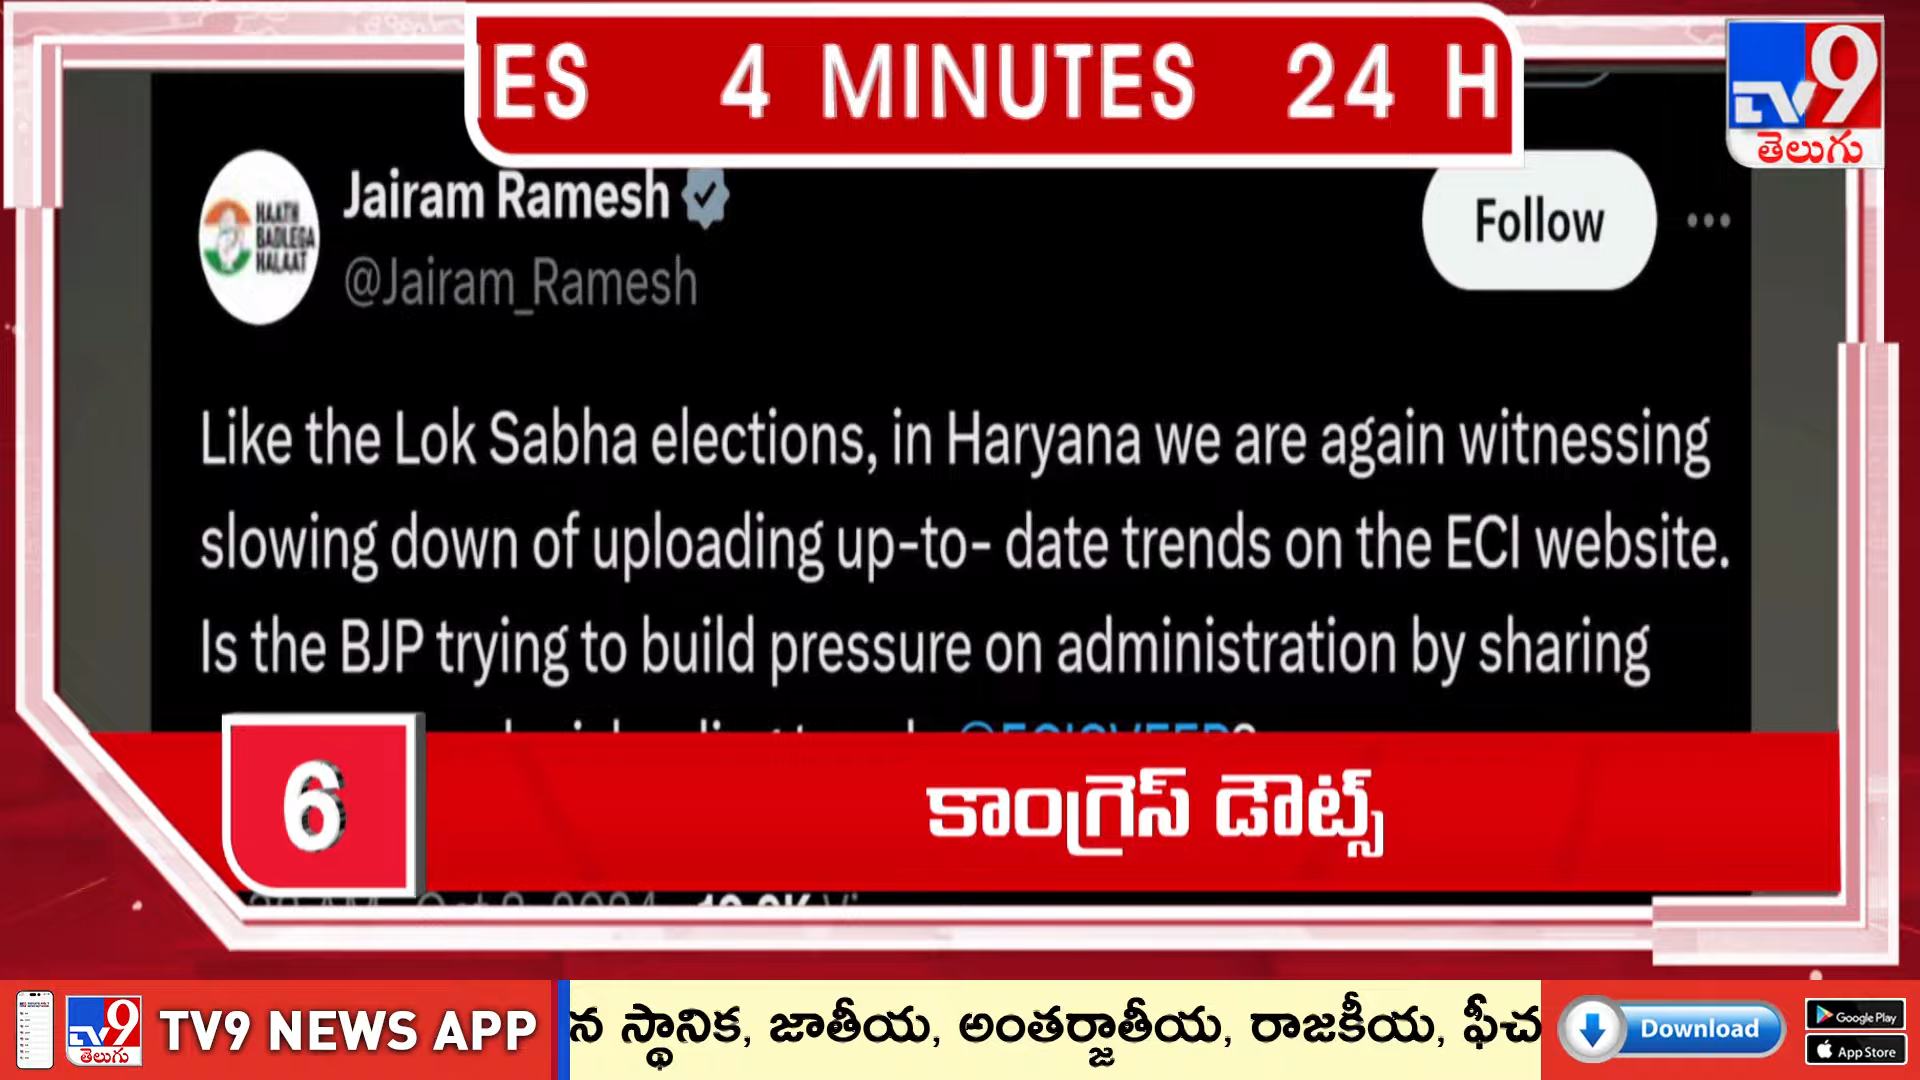 IES 4 MINUTES 24 H
TV9
తెలుగు
HAATH
BADLEGA
HALAAT
Jairam Ramesh
@Jairam_Ramesh
Follow
Like the Lok Sabha elections, in Haryana we are again witnessing
slowing down of uploading up-to- date trends on the ECI website.
Is the BJP trying to build pressure on administration by sharing
6
కాంగ్రెస్ డౌట్స్
TV9
తెలుగు
TV9 NEWS APP
న స్థానిక, జాతీయ, అంతర్జాతీయ, రాజకీయ, ఫీచ
Download
Google Play
App Store